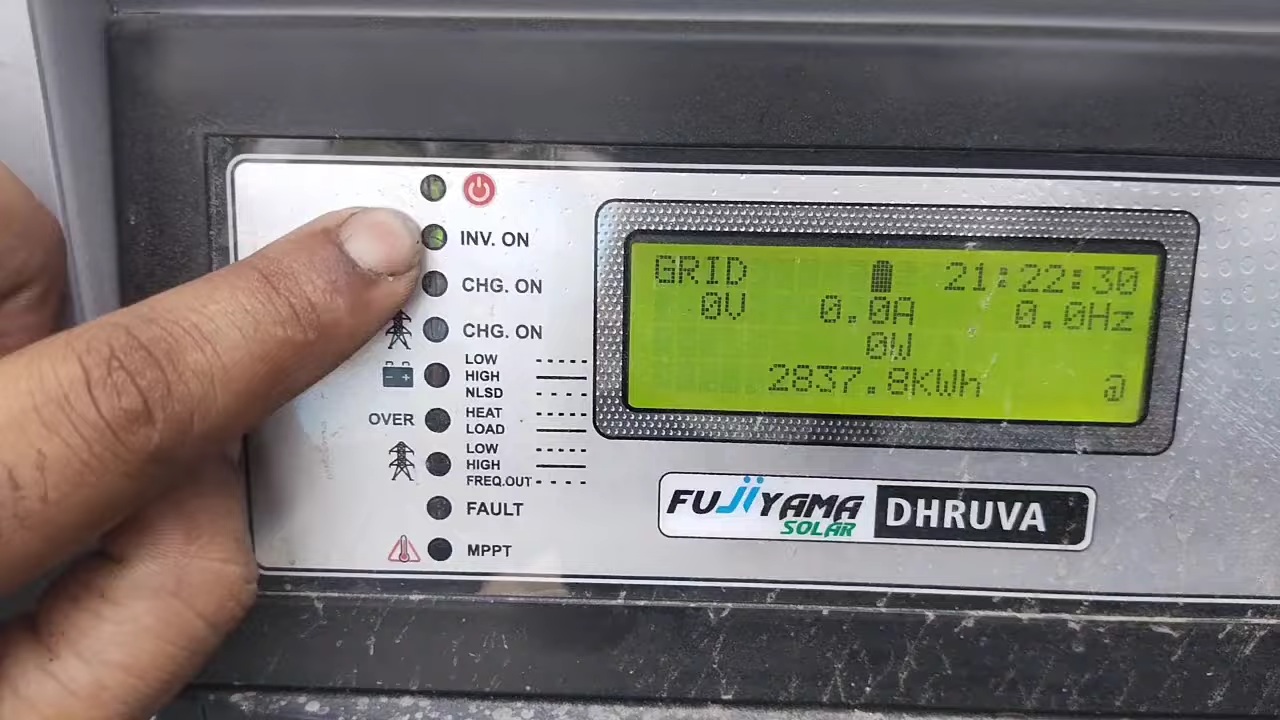 INV. ON
CHG. ON
CHG. ON
LOW
HIGH
NLSD
OVER
HEAT
LOAD
LOW
HIGH
FREQ.OUT
FAULT
MPPT
GRID 21:22:30
0V 0.0A 0.0Hz
0W
2837.8KWh @
FUJIYAMA
SOLAR
DHRUVA